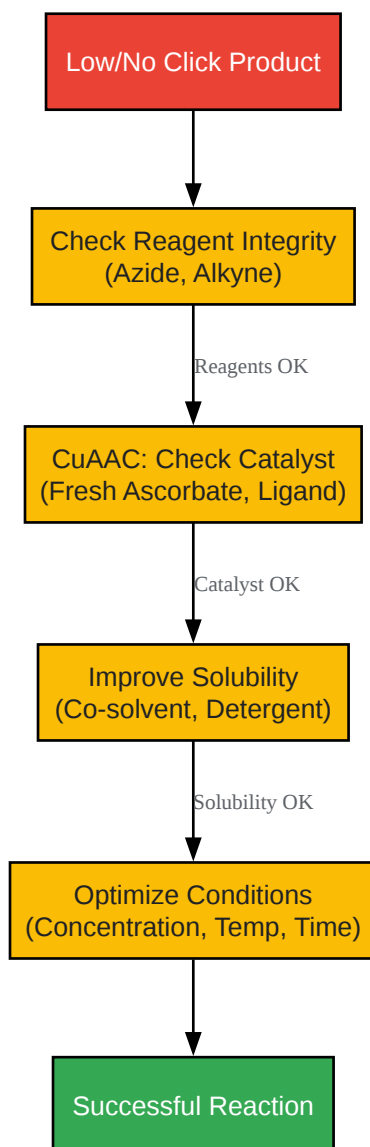 Low/No Click Product
Check Reagent Integrity
(Azide, Alkyne)
Reagents OK
CuAAC: Check Catalyst
(Fresh Ascorbate, Ligand)
Catalyst OK
Improve Solubility
(Co-solvent, Detergent)
Solubility OK
Optimize Conditions
(Concentration, Temp, Time)
Successful Reaction